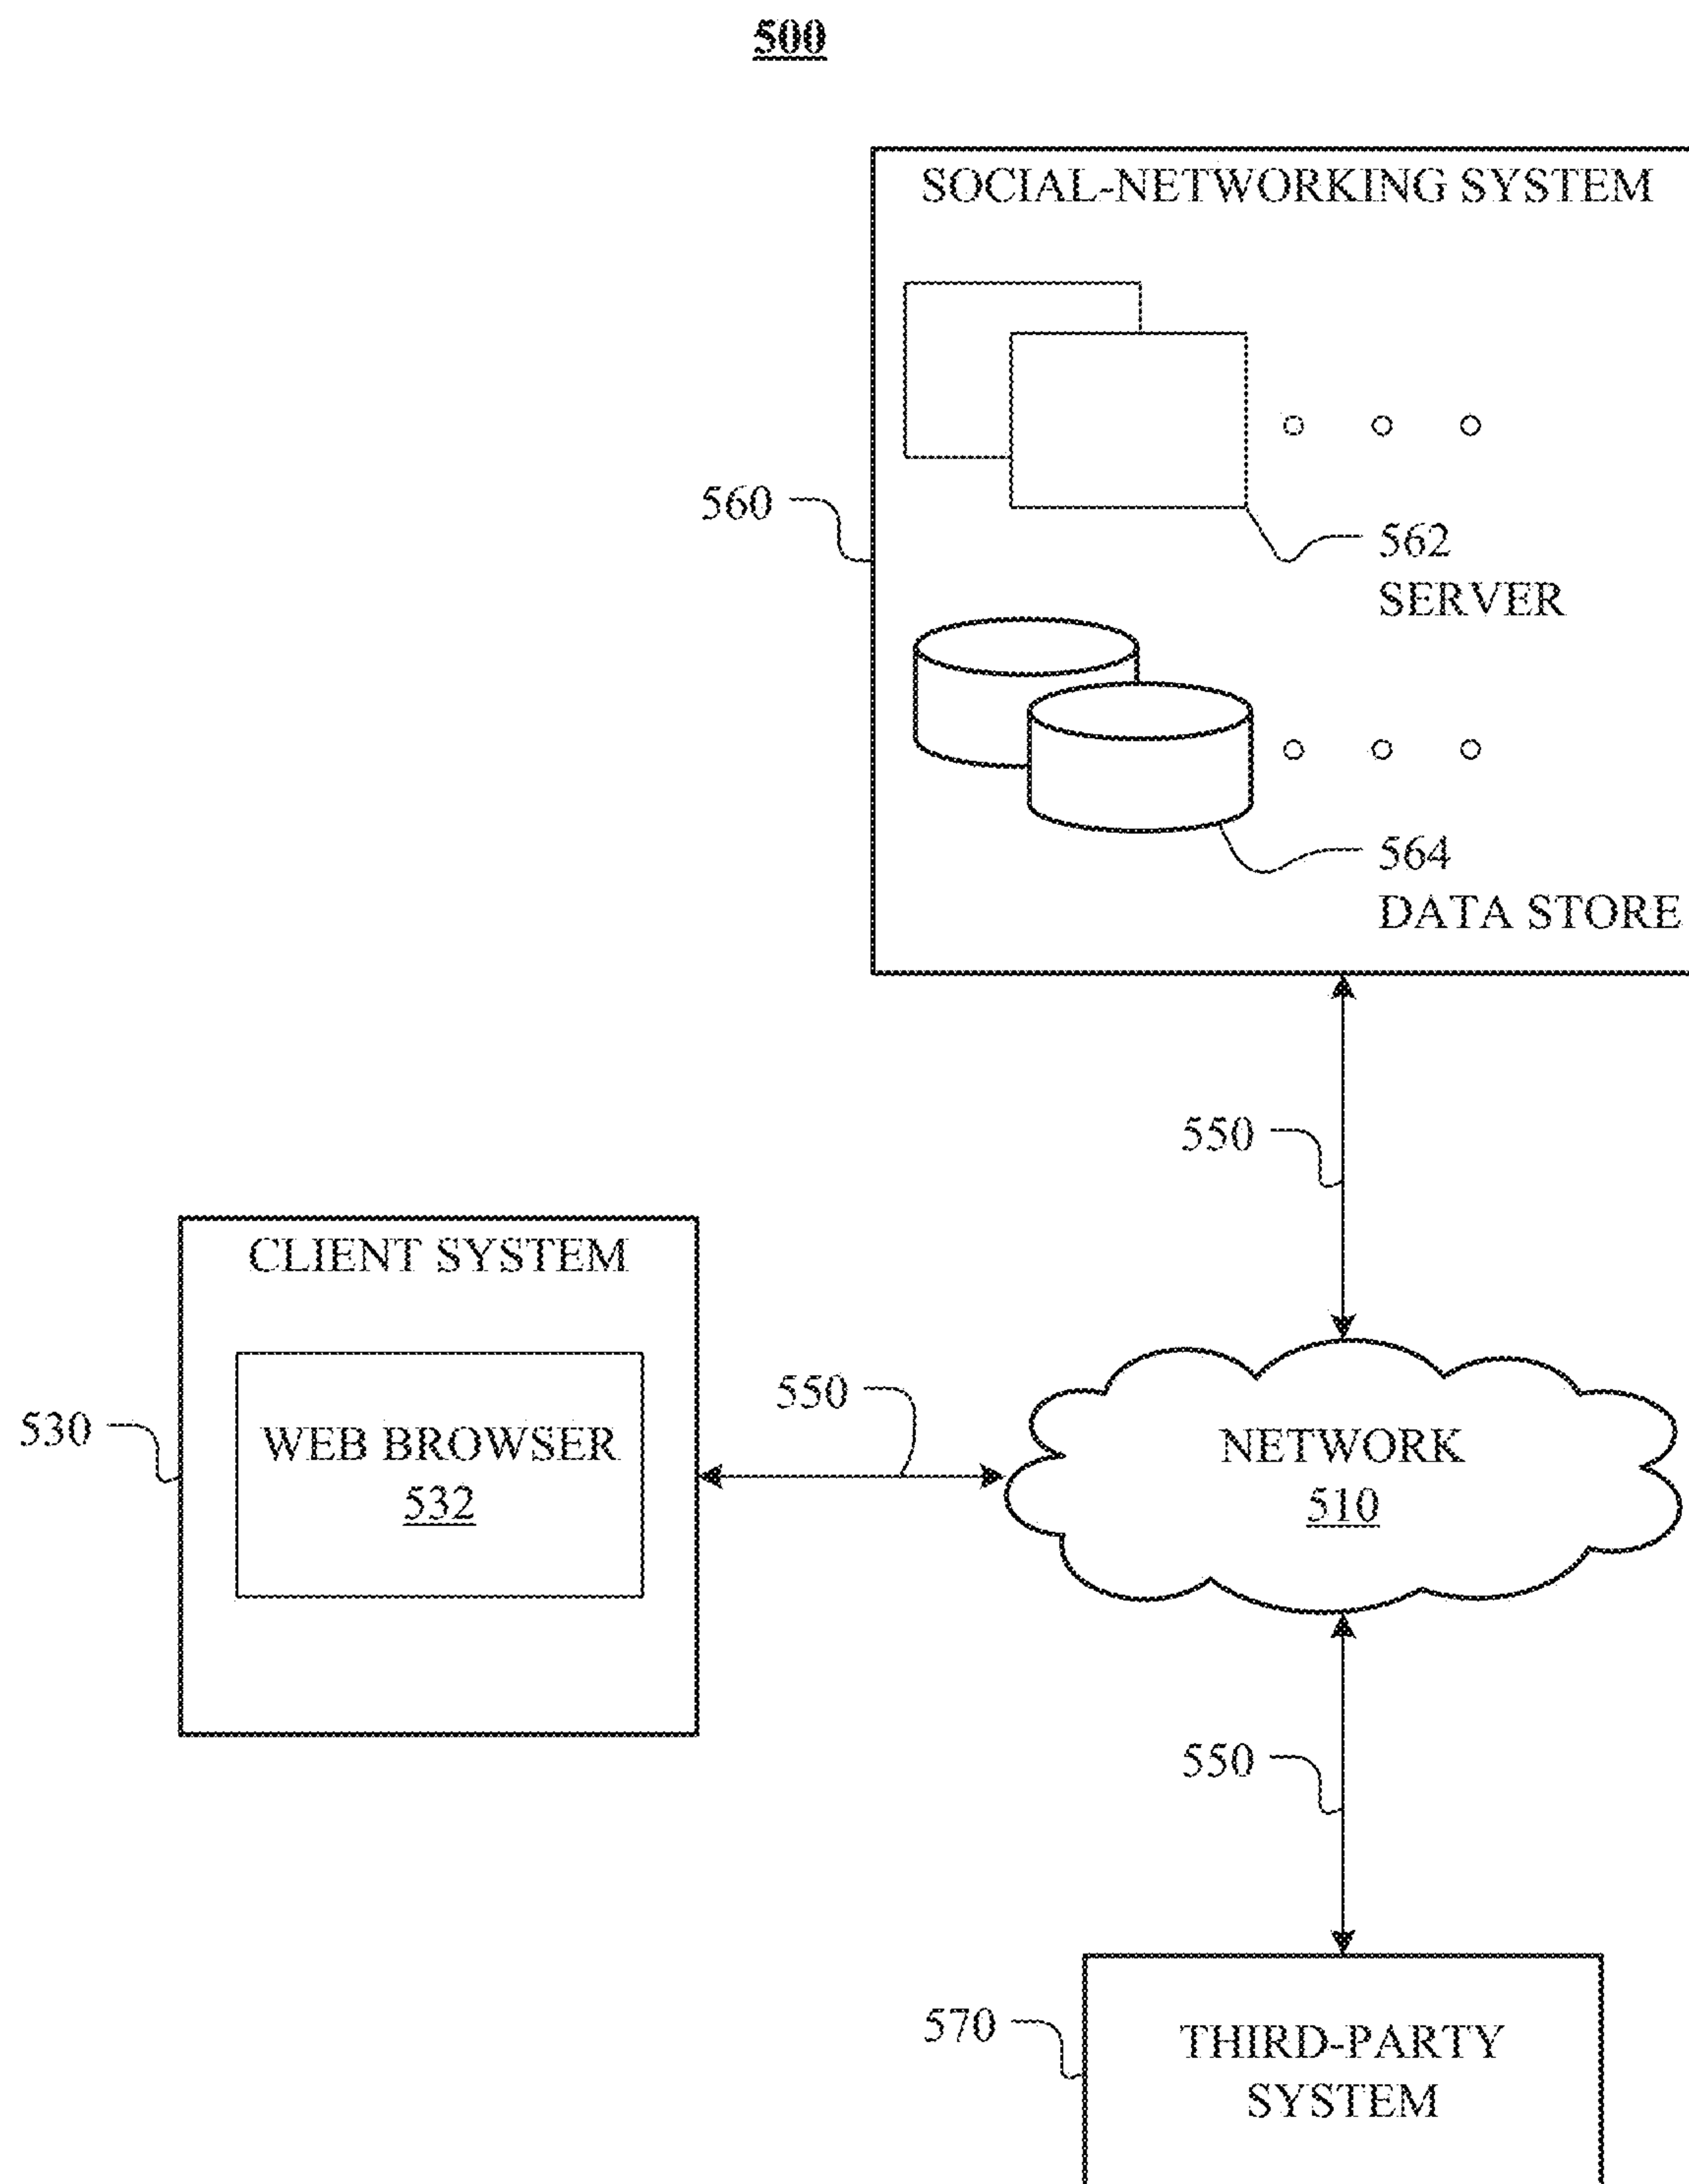 500
SOCIAL-NETWORKING SYSTEM
560
562
SERVER
564
DATA STORE
550
CLIENT SYSTEM
530
WEB BROWSER
532
550
NETWORK
510
550
570
THIRD-PARTY
SYSTEM